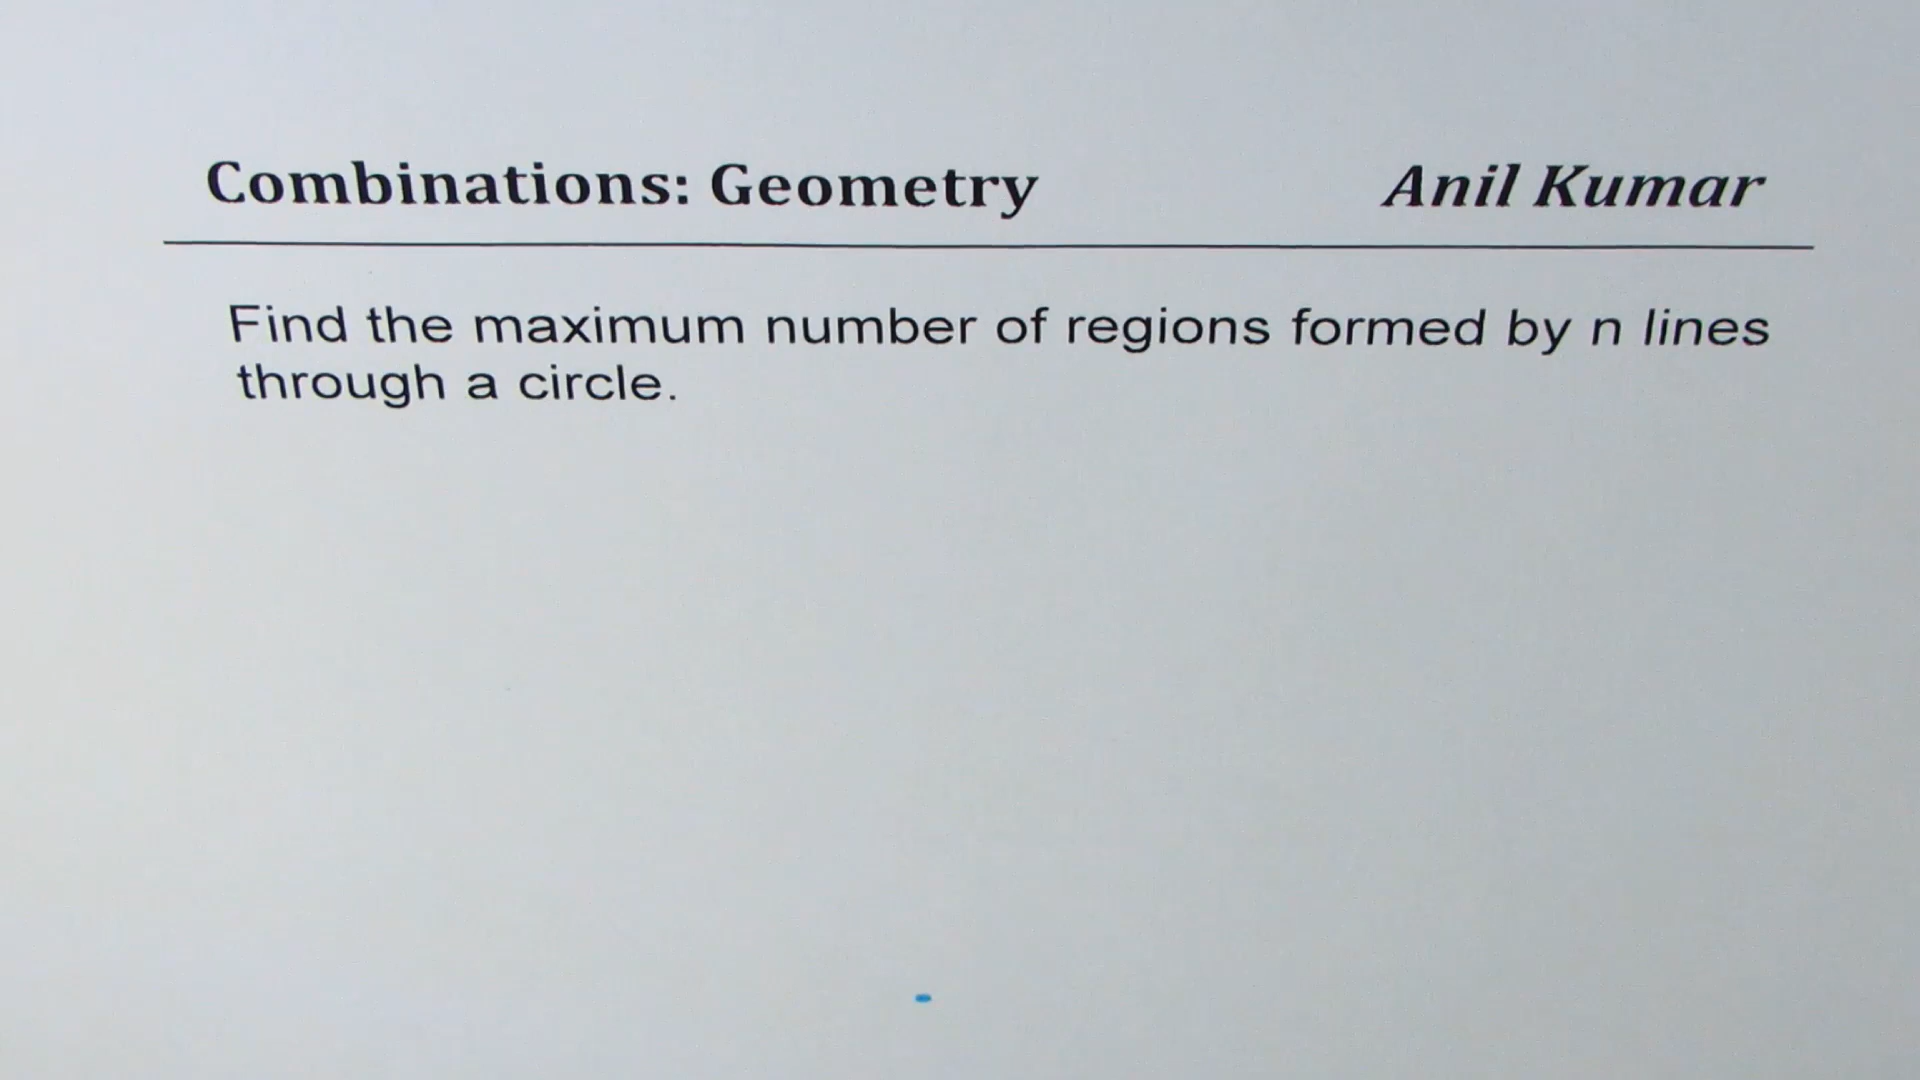 Combinations: Geometry Anil Kumar
Find the maximum number of regions formed by n lines
through a circle.